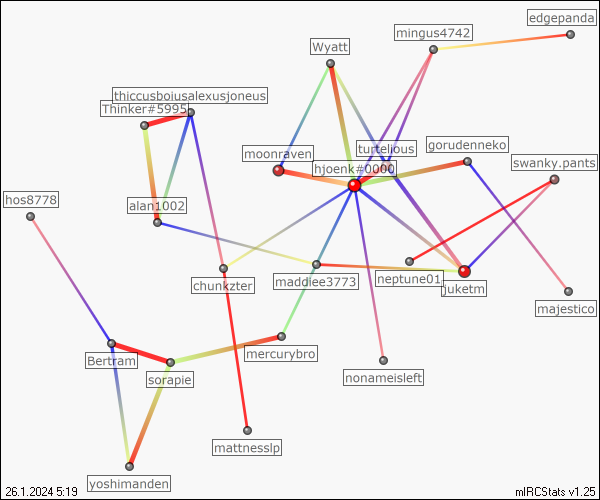 edgepanda
mingus4742
Wyatt
thiccusboiusalexusjoneus
Thinker#5995
turtelious
gorudenneko
moonraven
hjoenk#0000
swanky.pants
hos8778
alan1002
chunkzter
maddiee3773
neptune01
juketm
majestico
Bertram
mercurybro
sorapie
nonameisleft
mattnesslp
yoshimanden
26.1.2024 5:19
mIRCStats v1.25